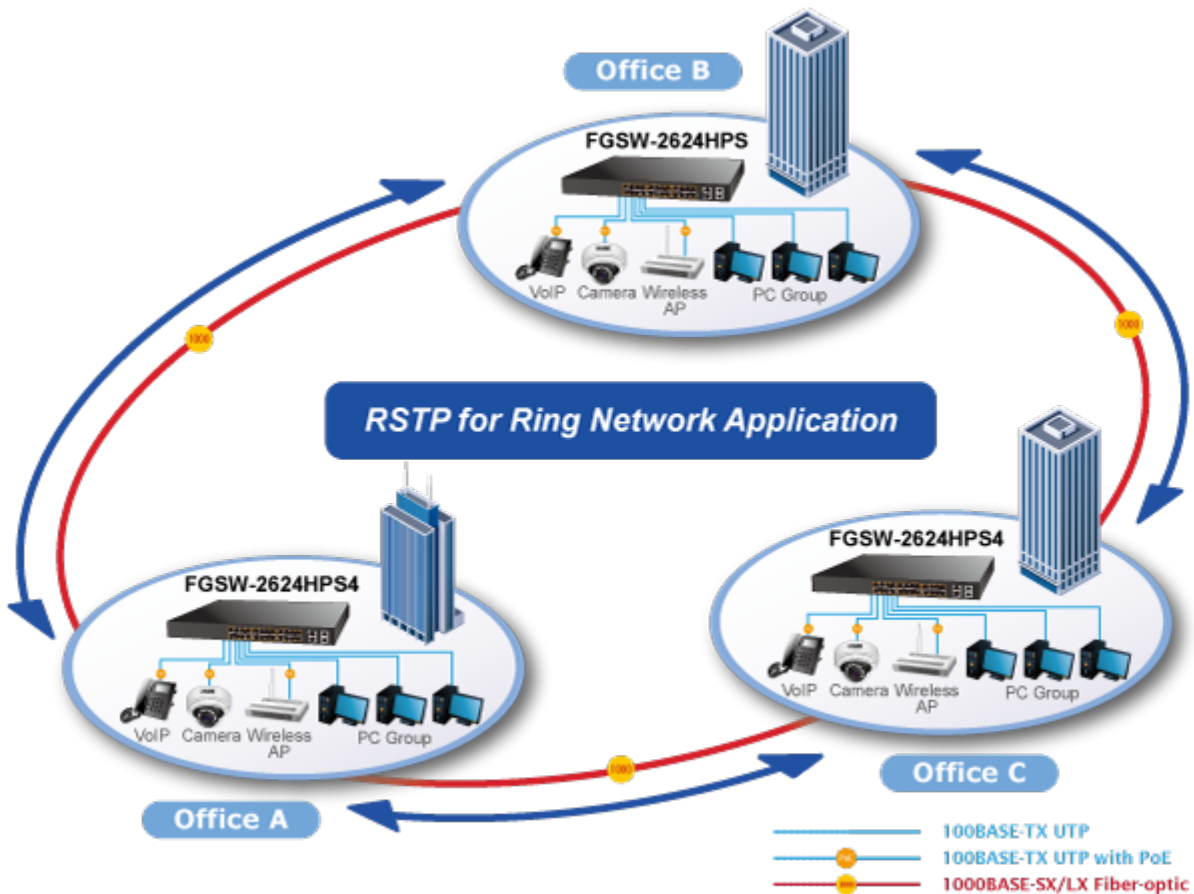 Office B
FGSW-2624HPS
VoIP
Camera
Wireless
AP
PC Group
1000
1000
RSTP for Ring Network Application
FGSW-2624HPS4
VoIP
Camera
Wireless
AP
PC Group
Office A
FGSW-2624HPS4
VoIP
Camera
Wireless
AP
PC Group
Office C
1000
100BASE-TX UTP
PoE
100BASE-TX UTP with PoE
1000BASE-SX/LX Fiber-optic